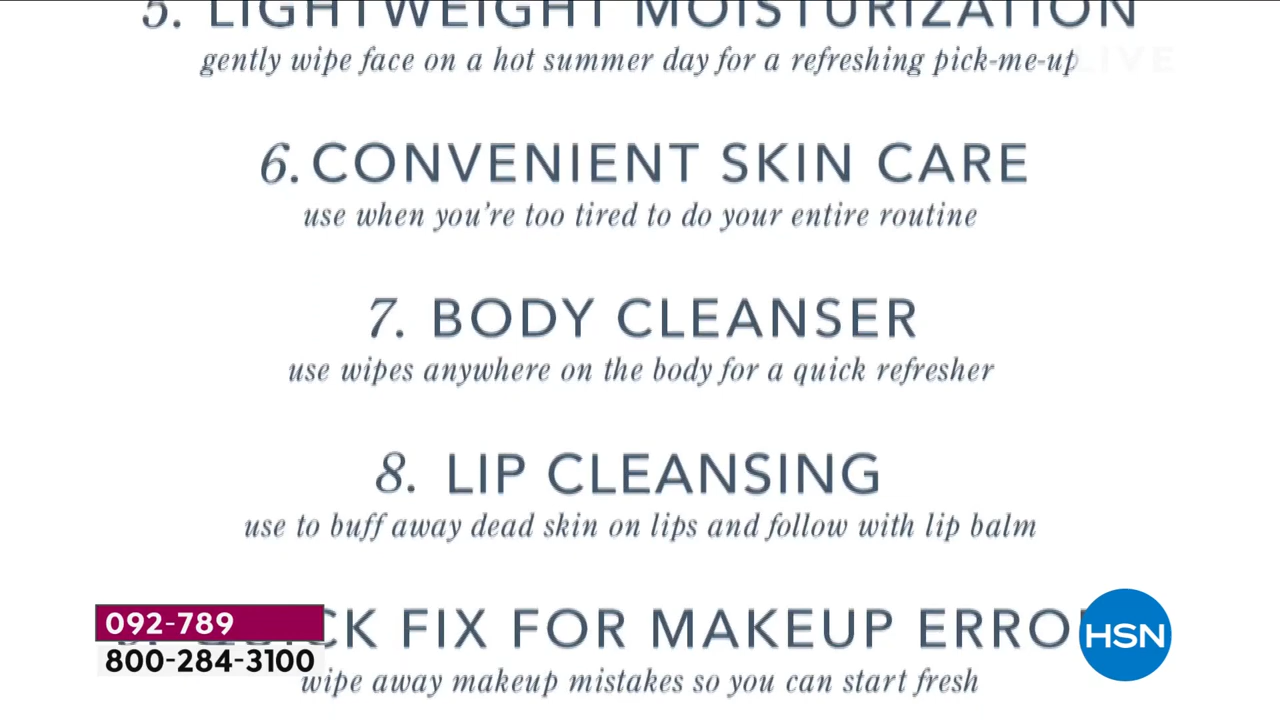 5. LIGHTWEIGHT MOISTURIZATION
gently wipe face on a hot summer day for a refreshing pick-me-up
LIVE
6. CONVENIENT SKIN CARE
use when you're too tired to do your entire routine
7. BODY CLEANSER
use wipes anywhere on the body for a quick refresher
8. LIP CLEANSING
use to buff away dead skin on lips and follow with lip balm
FIX FOR MAKEUP
wipe away makeup mistakes so you can start fresh
092-789
800-284-3100
HSN